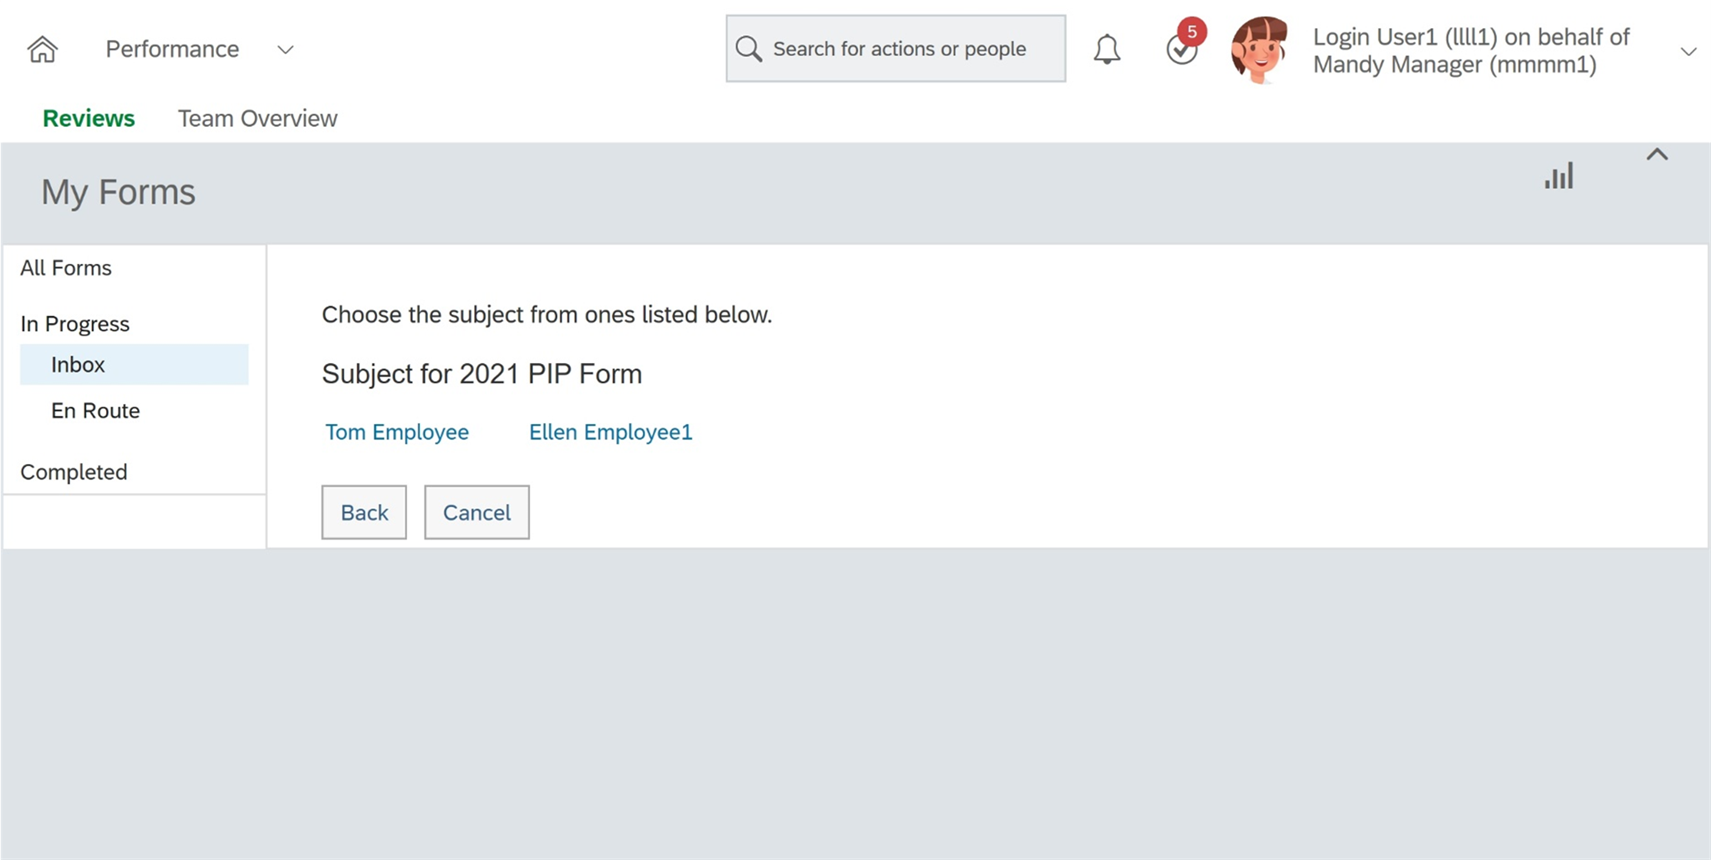 Performance
Search for actions or people
5
Login User1 (llll1) on behalf of
Mandy Manager (mmmm1)
Reviews
Team Overview
My Forms
All Forms
In Progress
Inbox
En Route
Completed
Choose the subject from ones listed below.
Subject for 2021 PIP Form
Tom Employee
Ellen Employee1
Back
Cancel